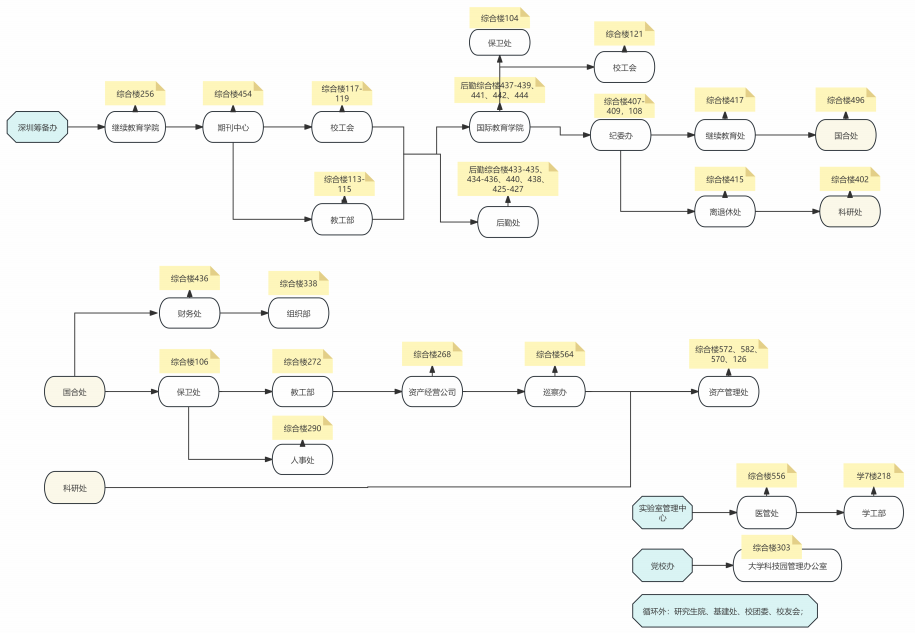 综合楼104
保卫处
综合楼121
校工会
综合楼256
综合楼454
综合楼117-
119
后勤综合楼437-439、
441、442、444
综合楼407-
409、108
综合楼417
综合楼496
深圳筹备办
继续教育学院
期刊中心
校工会
国际教育学院
纪委办
继续教育处
国合处
综合楼113-
115
后勤综合楼433-435、
434-436、440、438、
425-427
综合楼415
综合楼402
教工部
后勤处
离退休处
科研处
综合楼436
综合楼338
财务处
组织部
综合楼106
综合楼272
综合楼268
综合楼564
综合楼572、582、
570、126
国合处
保卫处
教工部
资产经营公司
巡察办
资产管理处
综合楼290
人事处
科研处
综合楼556
学7楼218
实验室管理中
心
医管处
学工部
综合楼303
党校办
大学科技园管理办公室
循环外：研究生院、基建处、校团委、校友会；